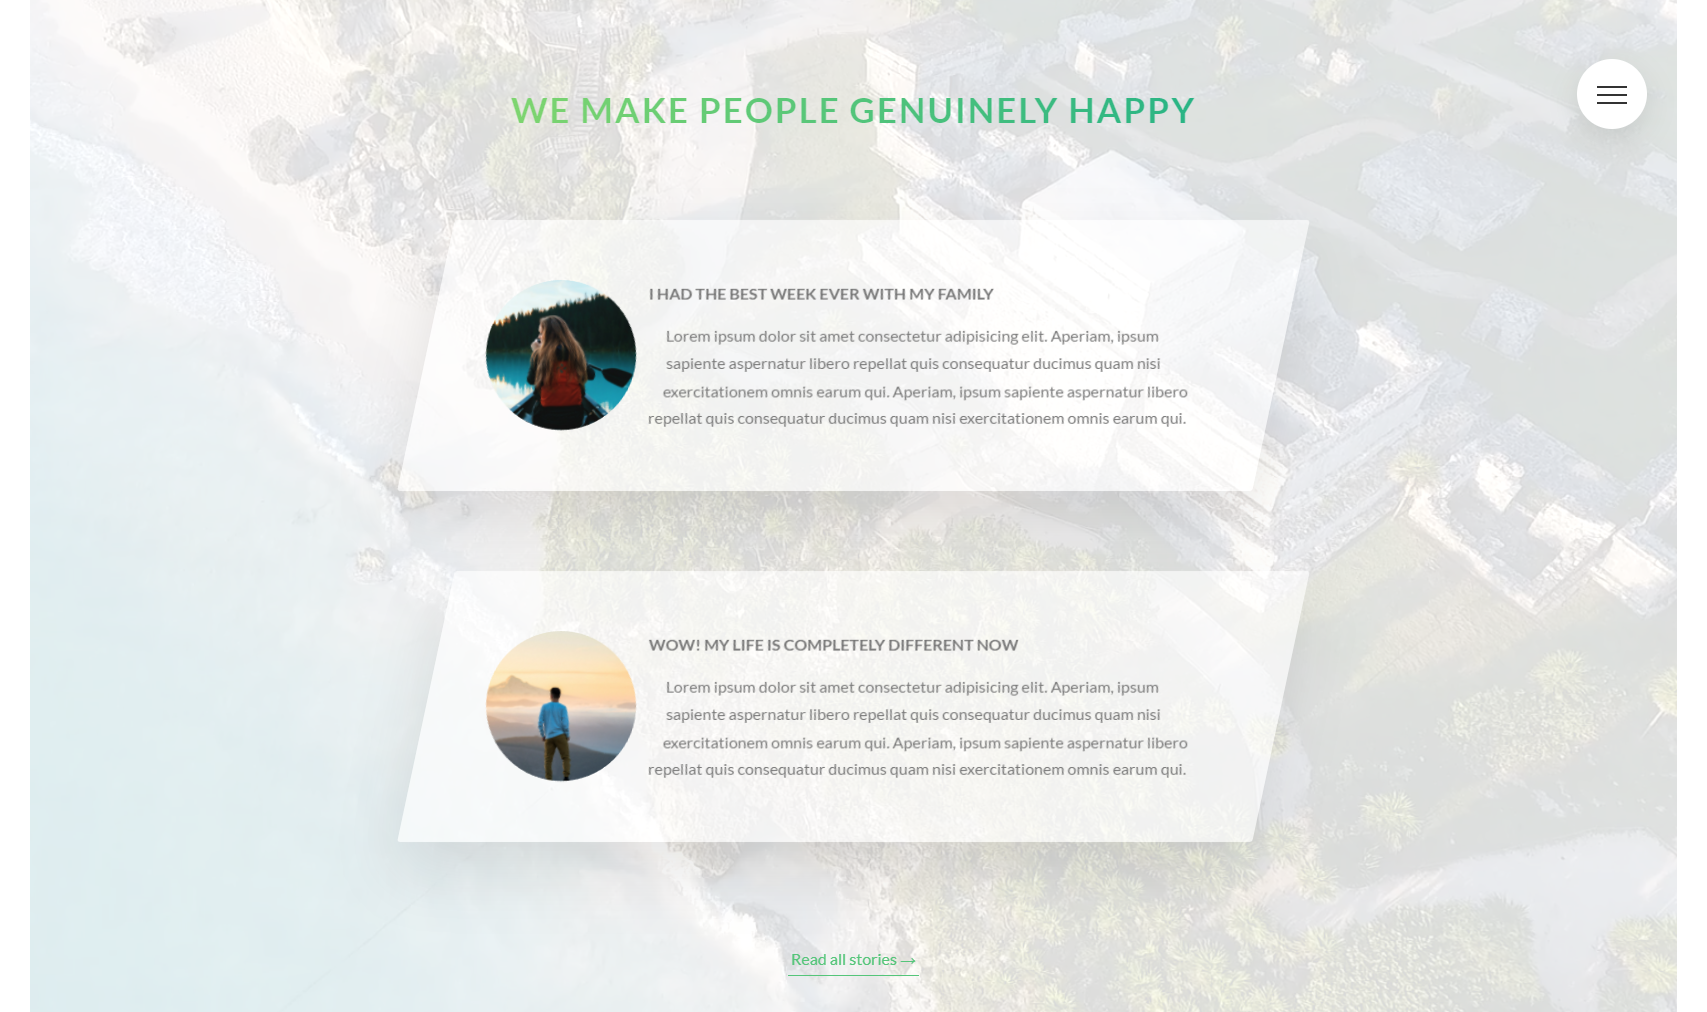 WE MAKE PEOPLE GENUINELY HAPPY
I HAD THE BEST WEEK EVER WITH MY FAMILY
Lorem ipsum dolor sit amet consectetur adipisicing elit. Aperiam, ipsum
sapiente aspernatur libero repellat quis consequatur ducimus quam nisi
exercitationem omnis earum qui. Aperiam, ipsum sapiente aspernatur libero
repellat quis consequatur ducimus quam nisi exercitationem omnis earum qui.
WOW! MY LIFE IS COMPLETELY DIFFERENT NOW
Lorem ipsum dolor sit amet consectetur adipisicing elit. Aperiam, ipsum
sapiente aspernatur libero repellat quis consequatur ducimus quam nisi
exercitationem omnis earum qui. Aperiam, ipsum sapiente aspernatur libero
repellat quis consequatur ducimus quam nisi exercitationem omnis earum qui.
Read all stories →